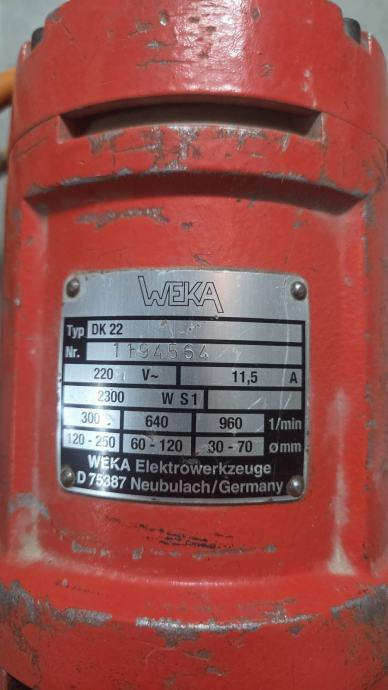 WEKA
Typ DK 22
Nr. 1194564
220 V~ 11,5 A
2300 W S1
300 640 960 1/min
120-250 60-120 30-70 ømm
WEKA Elektrowerkzeuge
D 75387 Neubulach/Germany